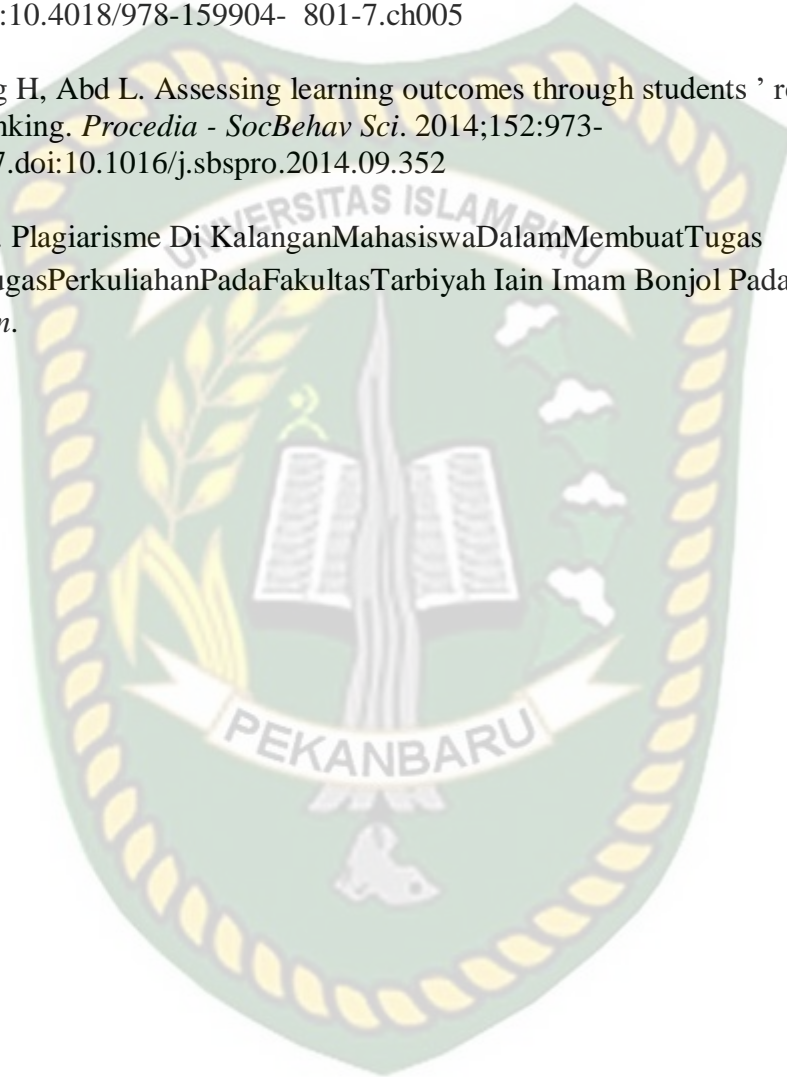 :10.4018/978-159904- 801-7.ch005
g H, Abd L. Assessing learning outcomes through students ’ re
nking. Procedia - SocBehav Sci. 2014;152:973-
7.doi:10.1016/j.sbspro.2014.09.352
. Plagiarisme Di KalanganMahasiswaDalamMembuatTugas
ugasPerkuliahanPadaFakultasTarbiyah Iain Imam Bonjol Pada
n.
UNIVERSITAS ISLAM RIAU
PEKANBARU